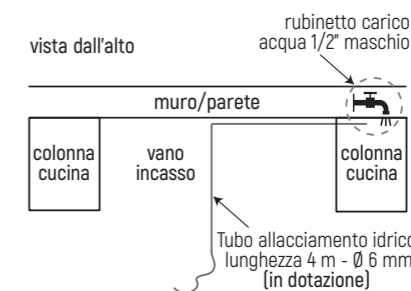 vista dall'alto
rubinetto carico
acqua 1/2" maschio
muro/parete
colonna
cucina
vano
incasso
colonna
cucina
Tubo allacciamento idrico
lunghezza 4 m - Ø 6 mm
(in dotazione)